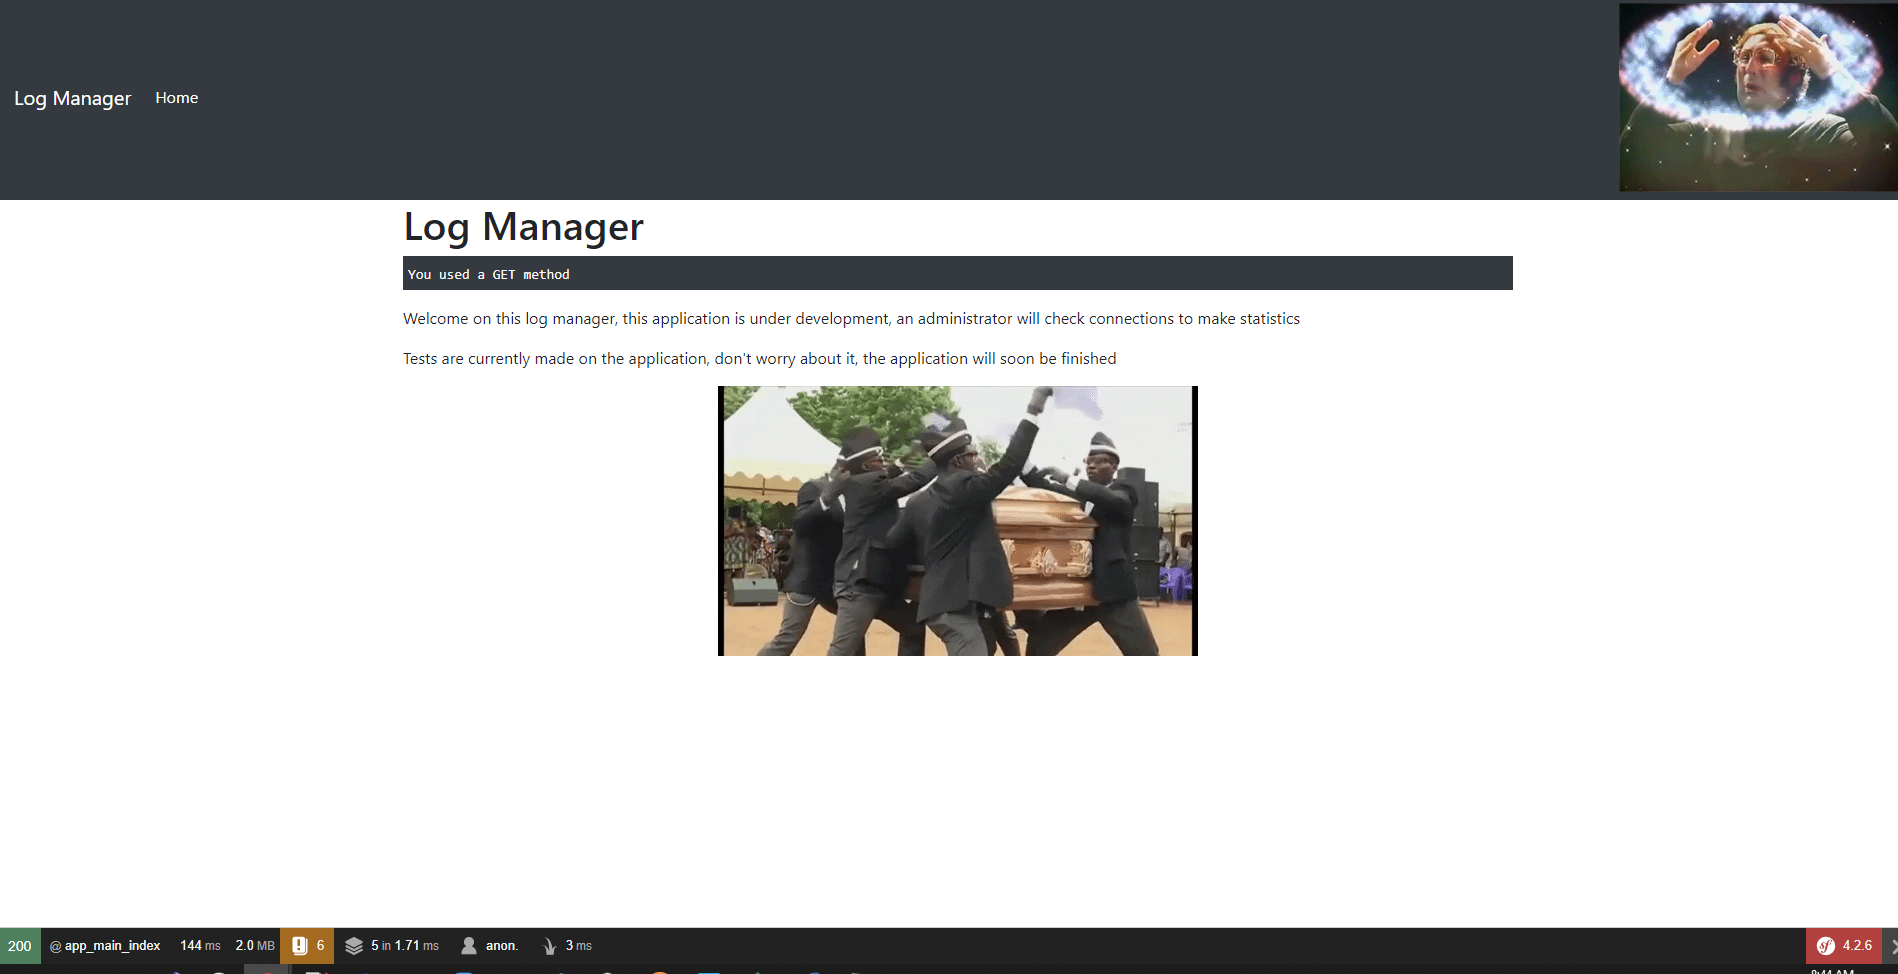 Log Manager Home
Log Manager
You used a GET method
Welcome on this log manager, this application is under development, an administrator will check connections to make statistics
Tests are currently made on the application, don't worry about it, the application will soon be finished
200 @ app_main_index 144 ms 2.0 MB 6 5 in 1.71 ms anon. 3 ms sf 4.2.6